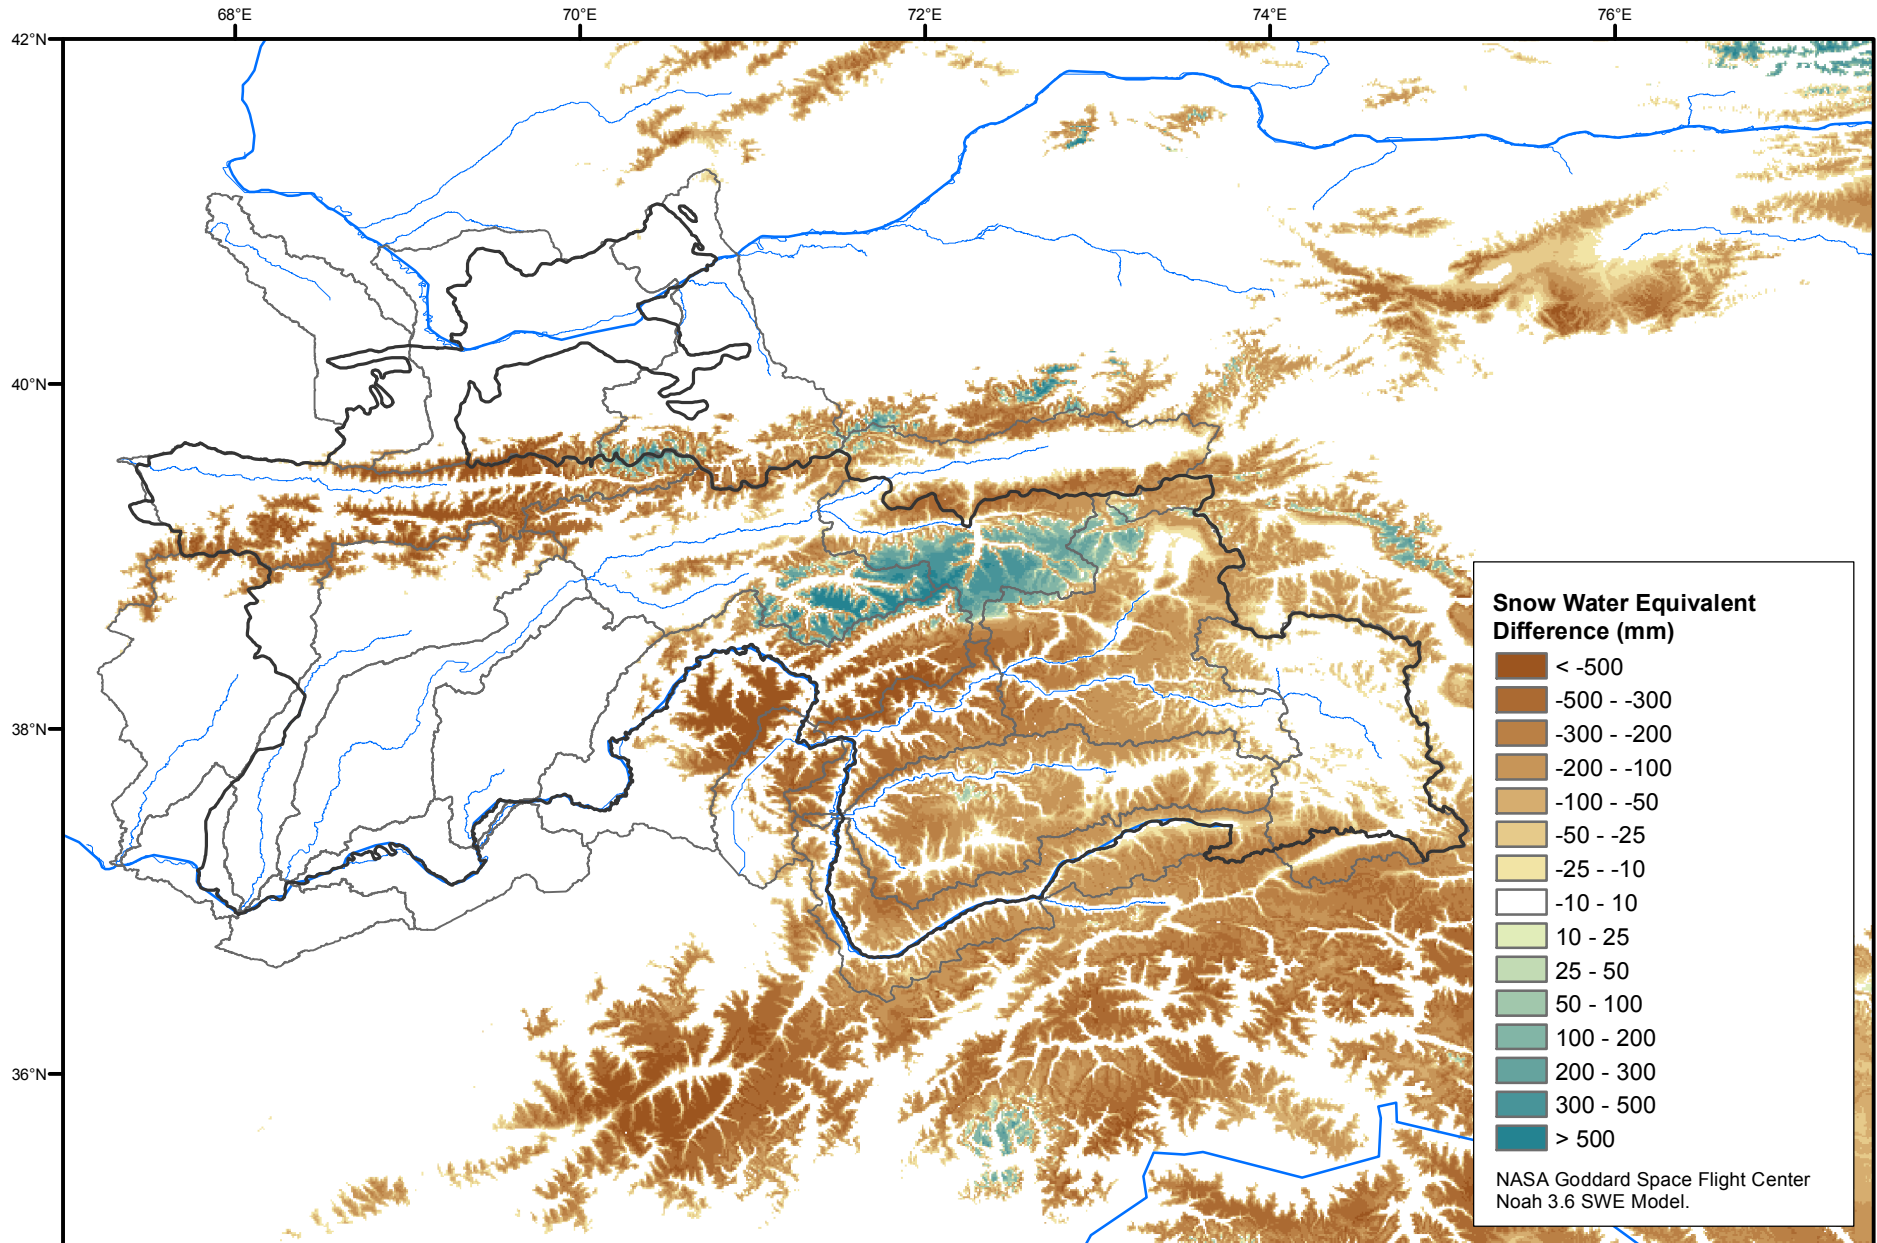 68°E 70°E 72°E 74°E 76°E
42°N
40°N
38°N
36°N
Snow Water Equivalent
Difference (mm)
< -500
-500 - -300
-300 - -200
-200 - -100
-100 - -50
-50 - -25
-25 - -10
-10 - 10
10 - 25
25 - 50
50 - 100
100 - 200
200 - 300
300 - 500
> 500
NASA Goddard Space Flight Center
Noah 3.6 SWE Model.